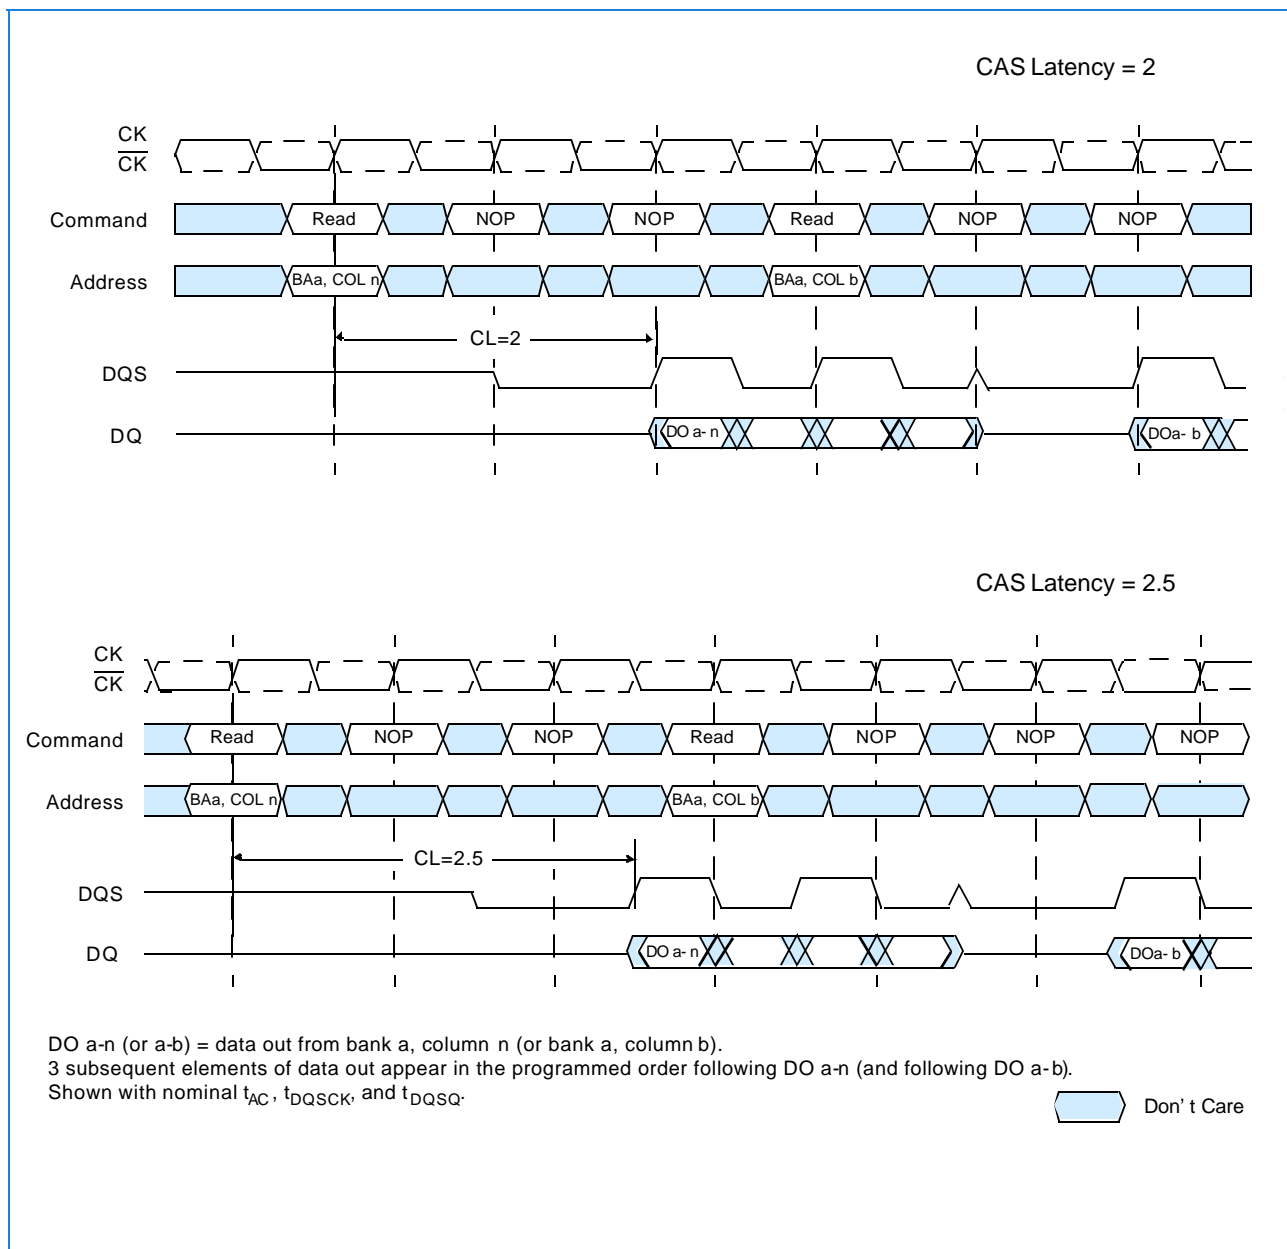 CAS Latency = 2
CK
CK
Command Read NOP NOP Read NOP NOP
Address BAa, COL n BAa, COL b
CL=2
DQS
DQ DO a- n DOa- b
CAS Latency = 2.5
CK
CK
Command Read NOP NOP Read NOP NOP NOP
Address BAa, COL n BAa, COL b
CL=2.5
DQS
DQ DO a- n DOa- b
DO a-n (or a-b) = data out from bank a, column n (or bank a, column b).
3 subsequent elements of data out appear in the programmed order following DO a-n (and following DO a-b).
Shown with nominal tAC, tDQSCK, and tDQSQ.
Don't Care